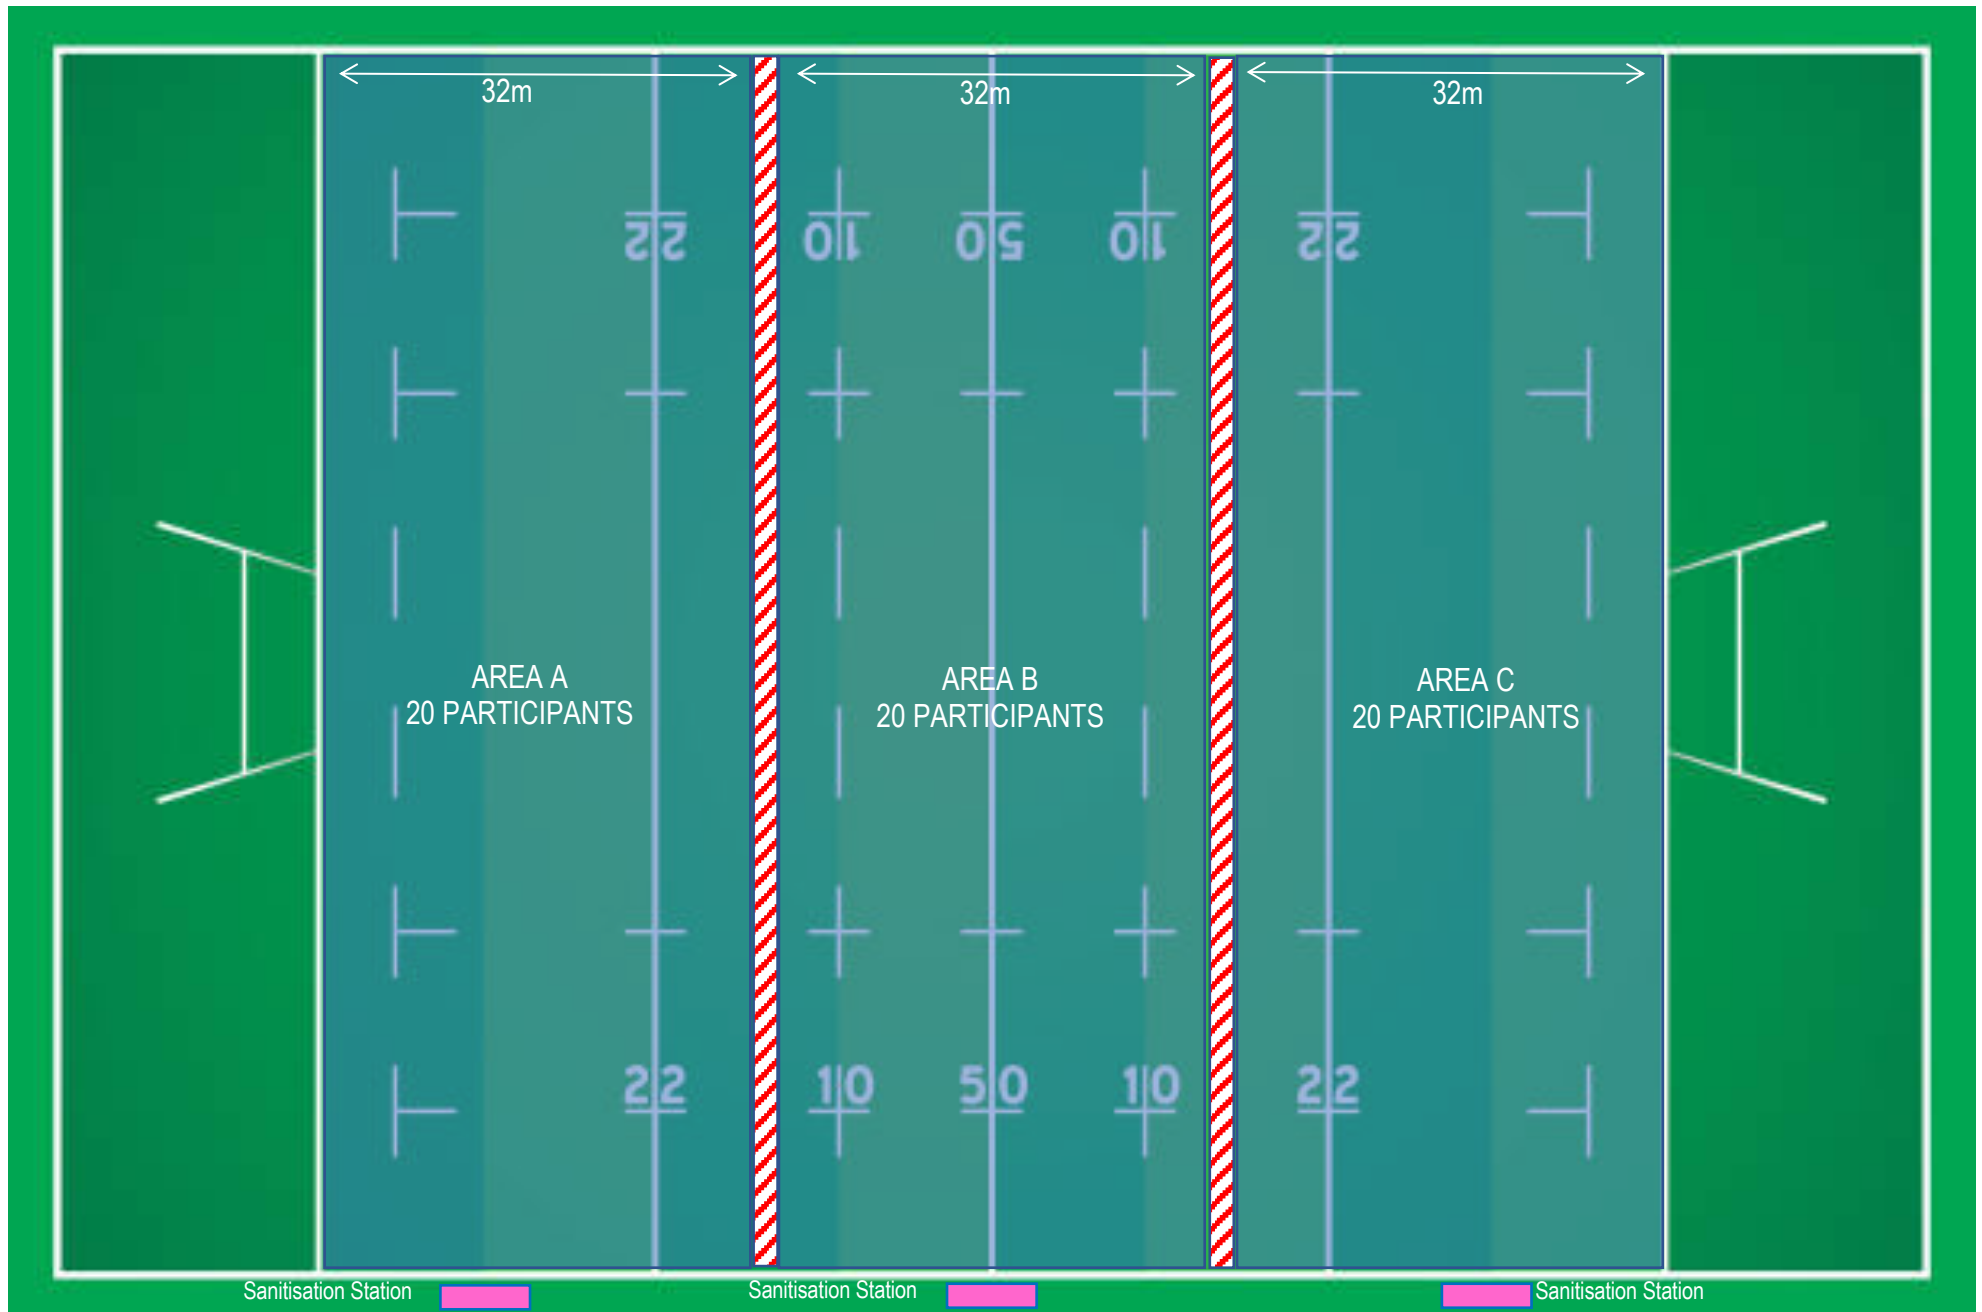 32m 32m 32m
22 10 50 10 22
AREA A
20 PARTICIPANTS
AREA B
20 PARTICIPANTS
AREA C
20 PARTICIPANTS
22 10 50 10 22
Sanitisation Station
Sanitisation Station
Sanitisation Station